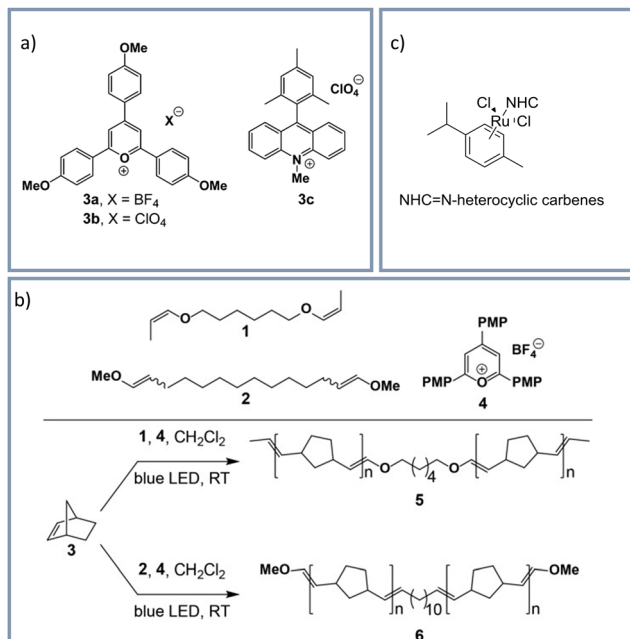 a)
OMe
X⊖
MeO
O
⊕
OMe
3a, X = BF4
3b, X = ClO4
ClO4⊖
N
⊕
Me
3c
c)
Cl
NHC
Ru
Cl
NHC=N-heterocyclic carbenes
b)
O
O
1
MeO
OMe
2
PMP
BF4⊖
⊕
PMP
O
PMP
4
1, 4, CH2Cl2
blue LED, RT
n
O
4
O
n
5
3
2, 4, CH2Cl2
blue LED, RT
MeO
n
10
n
OMe
6